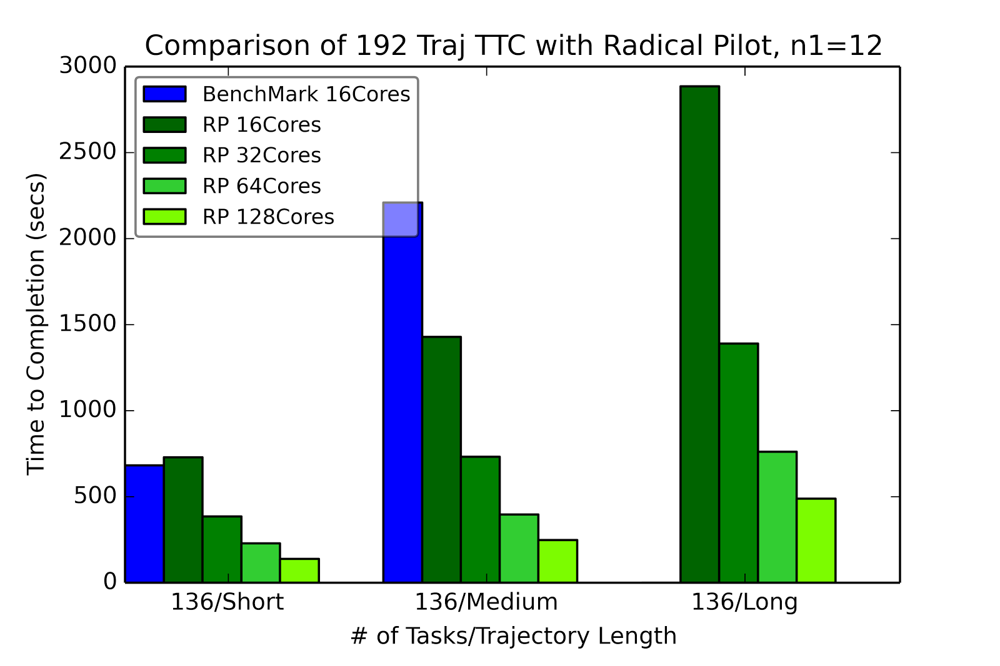 Comparison of 192 Traj TTC with Radical Pilot, n1=12
3000
2500
2000
1500
1000
500
0
Time to Completion (secs)
BenchMark 16Cores
RP 16Cores
RP 32Cores
RP 64Cores
RP 128Cores
136/Short
136/Medium
136/Long
# of Tasks/Trajectory Length